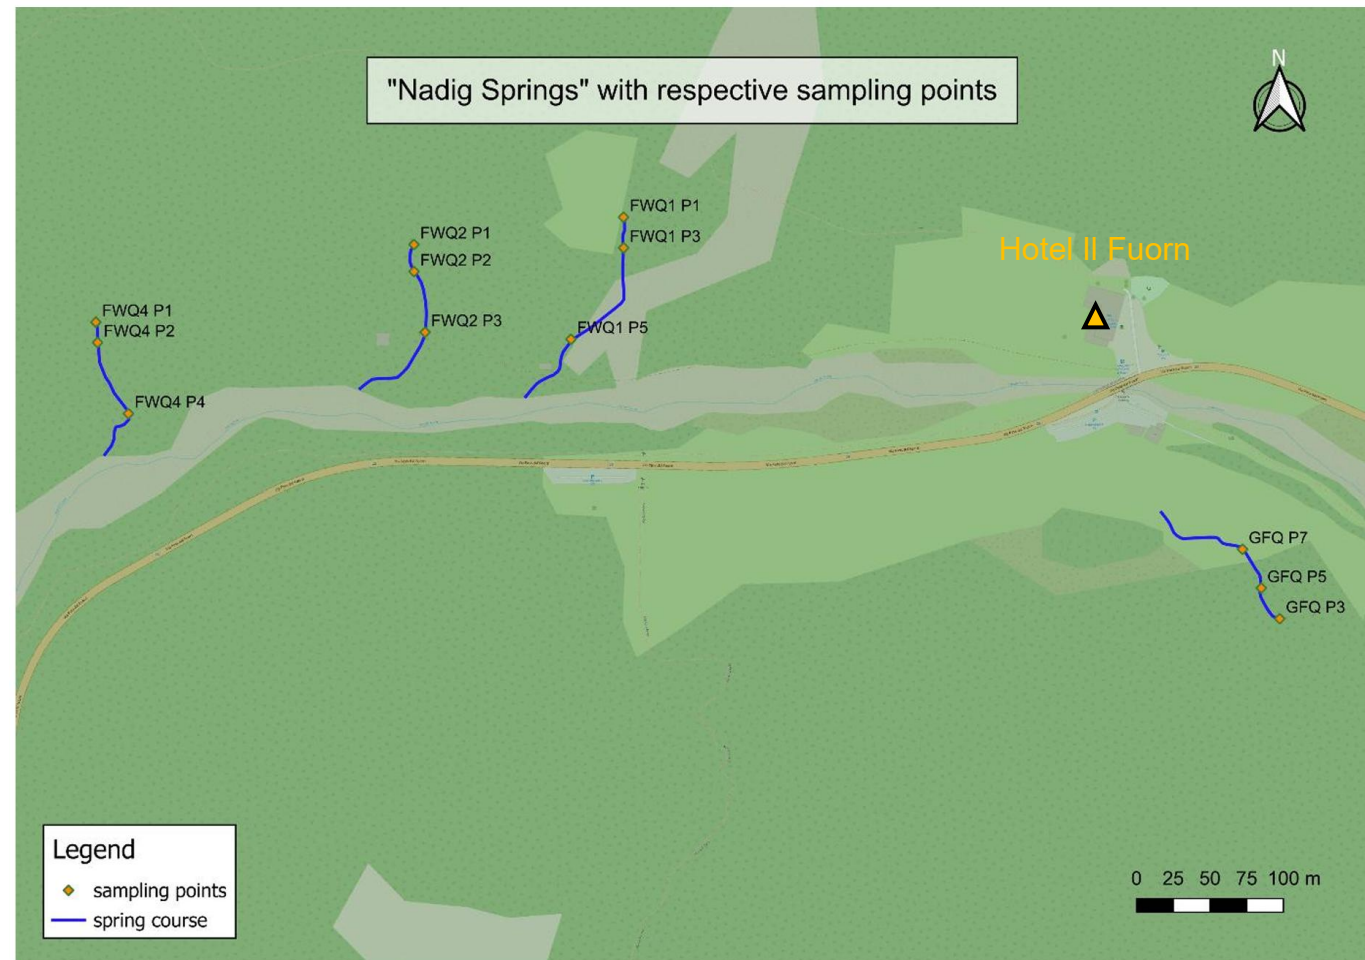 "Nadig Springs" with respective sampling points
N
FWQ1 P1
FWQ1 P3
FWQ2 P1
FWQ2 P2
Hotel Il Fuorn
FWQ4 P1
FWQ4 P2
FWQ2 P3
FWQ1 P5
FWQ4 P4
GFQ P7
GFQ P5
GFQ P3
Legend
sampling points
spring course
0 25 50 75 100 m